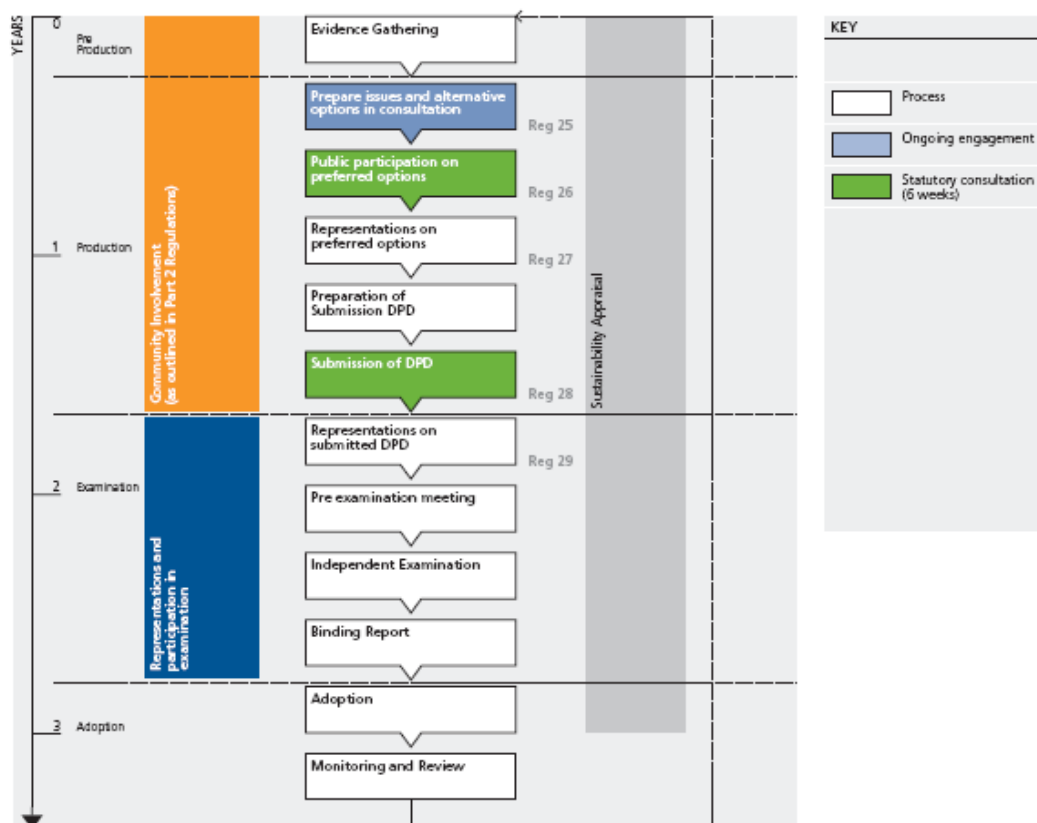 YEARS
0
Pre
Production
Evidence Gathering
Prepare issues and alternative
options in consultation
Reg 25
Public participation on
preferred options
Reg 26
1
Production
Representations on
preferred options
Reg 27
Preparation of
Submission DPD
Submission of DPD
Reg 28
Community Involvement
(as outlined in Part 2 Regulations)
Sustainability Appraisal
Representations on
submitted DPD
Reg 29
2
Examination
Pre examination meeting
Independent Examination
Binding Report
Representations and
participation in
examination
3
Adoption
Adoption
Monitoring and Review
KEY
Process
Ongoing engagement
Statutory consultation
(6 weeks)